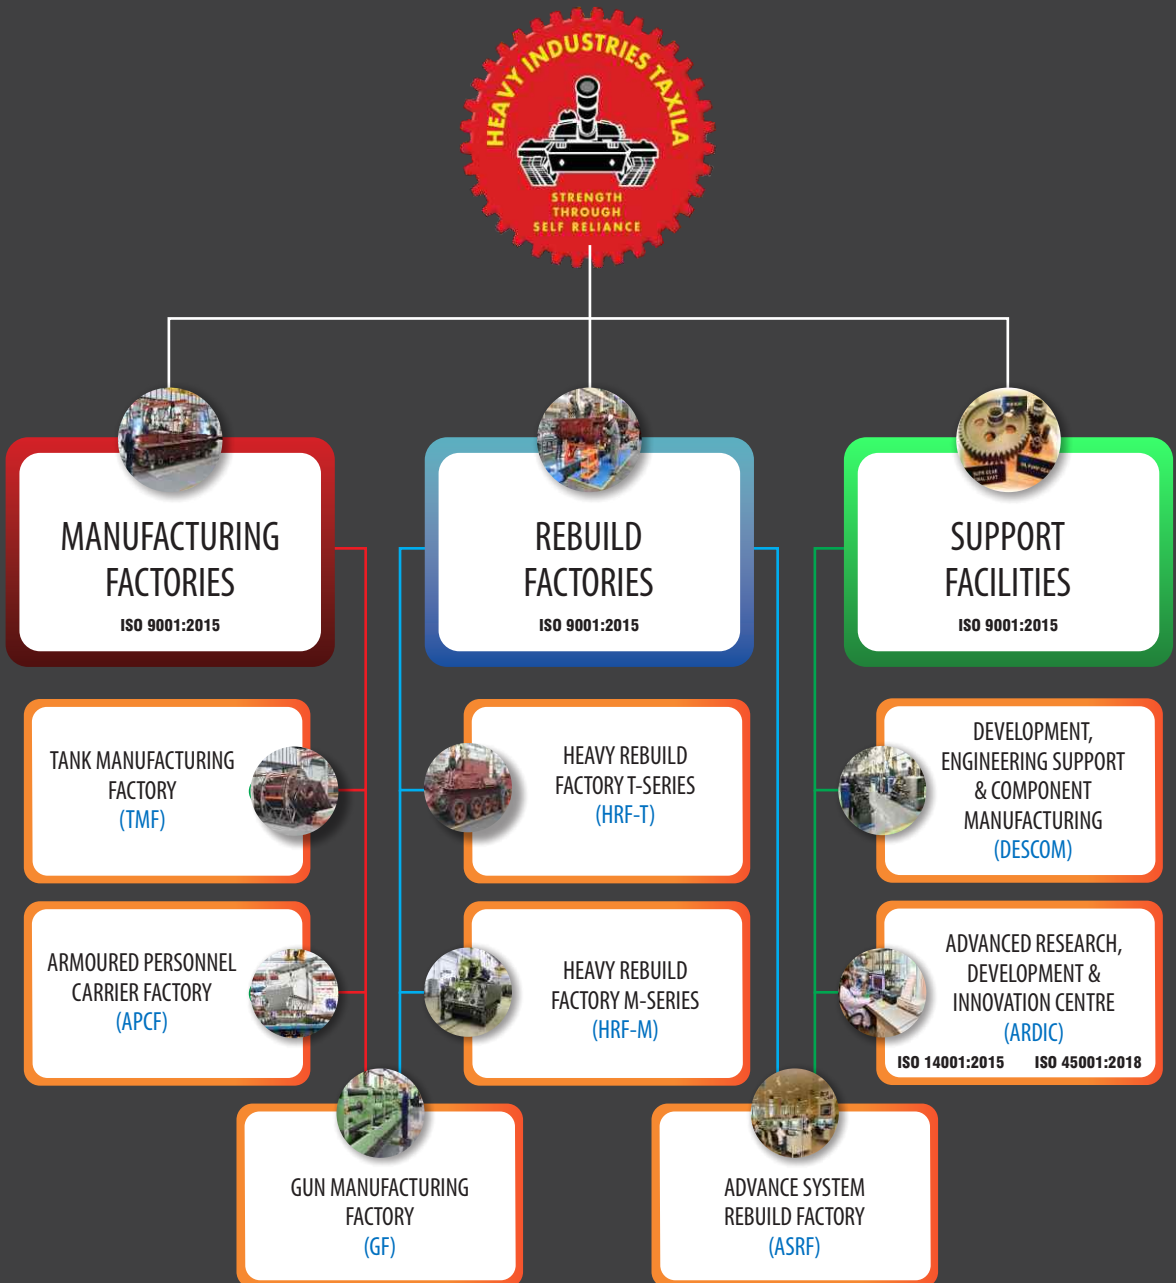 HEAVY INDUSTRIES TAXILA
STRENGTH
THROUGH
SELF RELIANCE
MANUFACTURING
FACTORIES
ISO 9001:2015
REBUILD
FACTORIES
ISO 9001:2015
SUPPORT
FACILITIES
ISO 9001:2015
TANK MANUFACTURING
FACTORY
(TMF)
HEAVY REBUILD
FACTORY T-SERIES
(HRF-T)
DEVELOPMENT,
ENGINEERING SUPPORT
& COMPONENT
MANUFACTURING
(DESCOM)
ARMOURED PERSONNEL
CARRIER FACTORY
(APCF)
HEAVY REBUILD
FACTORY M-SERIES
(HRF-M)
ADVANCED RESEARCH,
DEVELOPMENT &
INNOVATION CENTRE
(ARDIC)
ISO 14001:2015 ISO 45001:2018
GUN MANUFACTURING
FACTORY
(GF)
ADVANCE SYSTEM
REBUILD FACTORY
(ASRF)